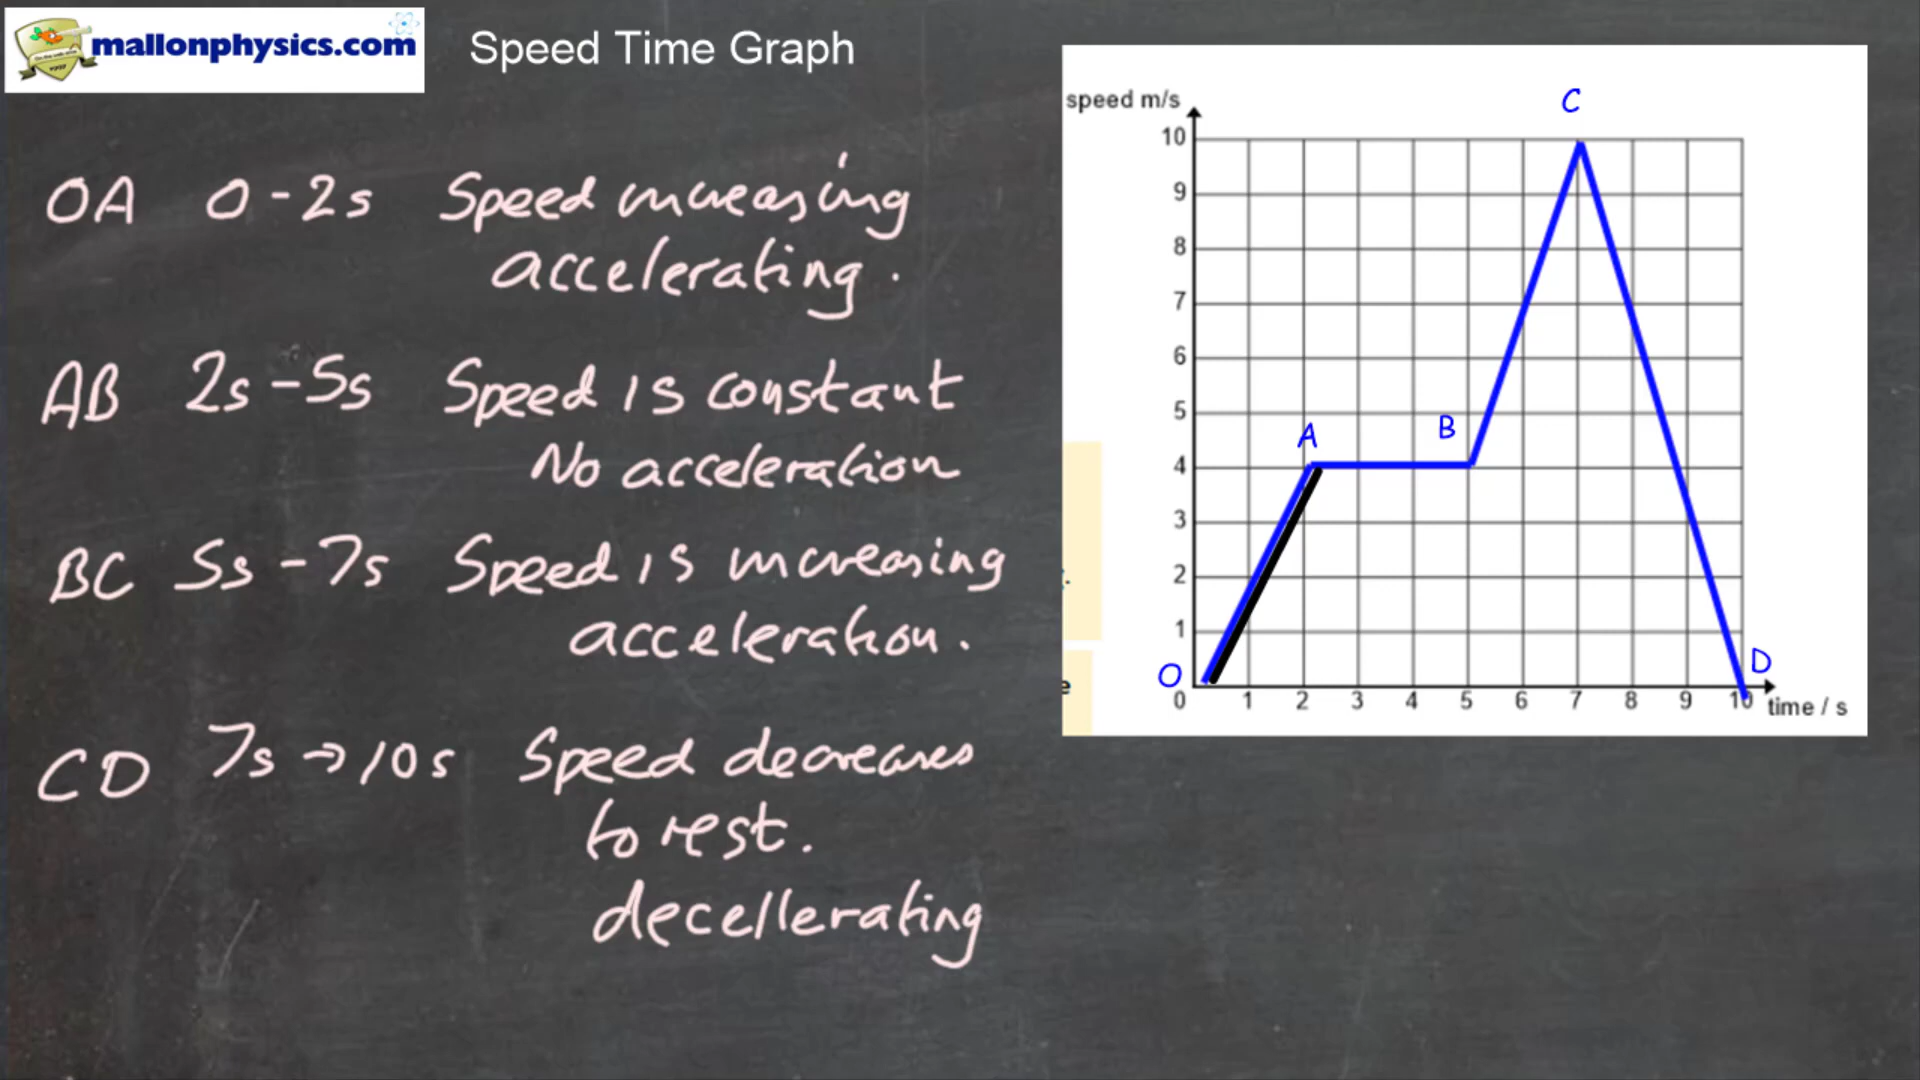 mallonphysics.com
Speed Time Graph
OA 0-2s Speed increasing
accelerating.
AB 2s-5s Speed is constant
No acceleration
BC 5s-7s Speed is increasing
acceleration.
CD 7s→10s Speed decreases
to rest.
decellerating
speed m/s
C
10
9
8
7
6
5
A
B
4
3
2
1
O
D
0 1 2 3 4 5 6 7 8 9 10
time / s
e